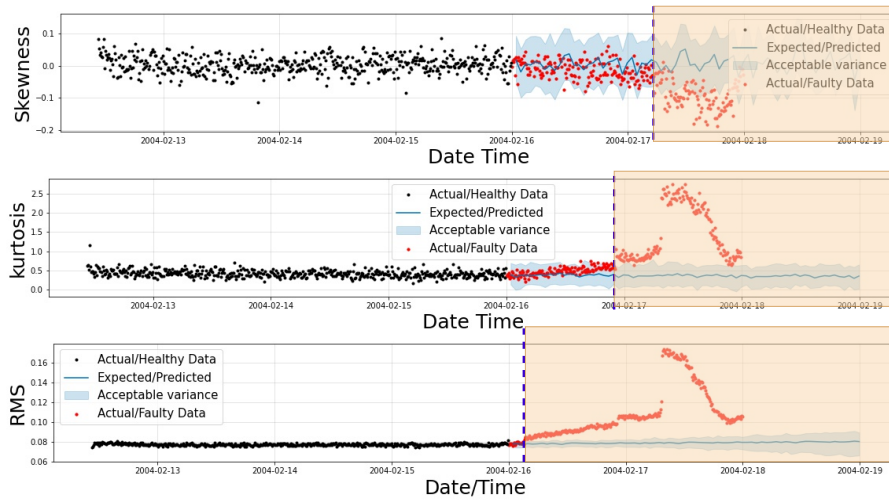 0.1
0.0
−0.1
−0.2
Skewness
Actual/Healthy Data
Expected/Predicted
Acceptable variance
Actual/Faulty Data
2004-02-13 2004-02-14 2004-02-15 2004-02-16 2004-02-17 2004-02-18 2004-02-19
Date Time
2.5
2.0
1.5
1.0
0.5
0.0
kurtosis
Actual/Healthy Data
Expected/Predicted
Acceptable variance
Actual/Faulty Data
2004-02-13 2004-02-14 2004-02-15 2004-02-16 2004-02-17 2004-02-18 2004-02-19
Date Time
0.16
0.14
0.12
0.10
0.08
0.06
RMS
Actual/Healthy Data
Expected/Predicted
Acceptable variance
Actual/Faulty Data
2004-02-13 2004-02-14 2004-02-15 2004-02-16 2004-02-17 2004-02-18 2004-02-19
Date/Time